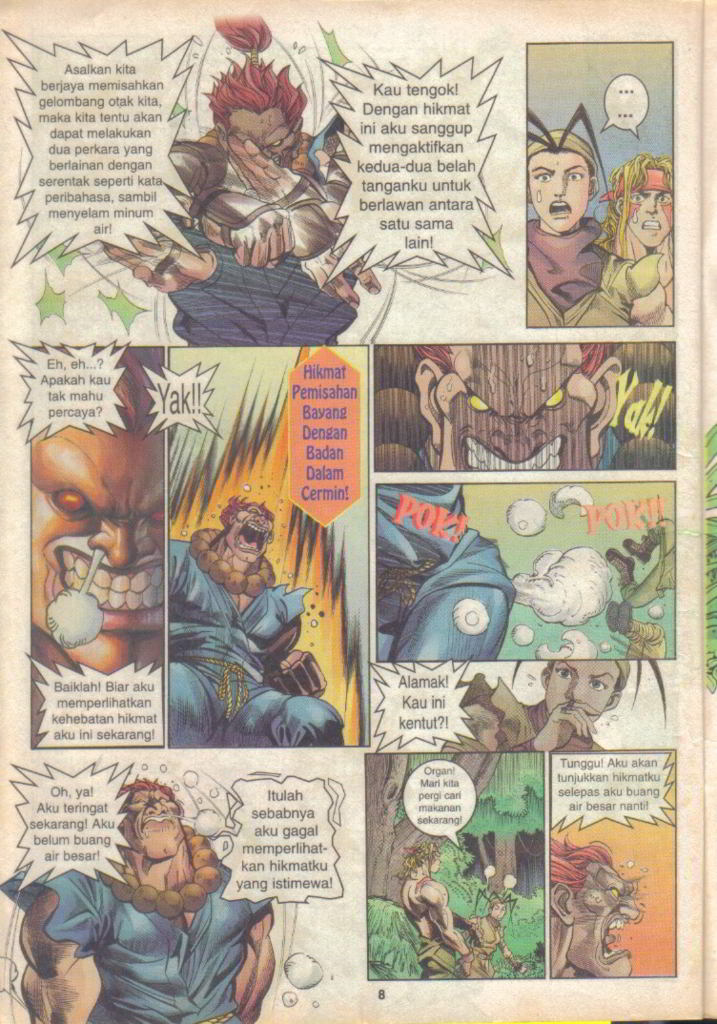 Asalkan kita
berjaya memisahkan
gelombang otak kita,
maka kita tentu akan
dapat melakukan
dua perkara yang
berlainan dengan
serentak seperti kata
peribahasa, sambil
menyelam minum
air!
Kau tengok!
Dengan hikmat
ini aku sanggup
mengaktifkan
kedua-dua belah
tanganku untuk
berlawan antara
satu sama
lain!
...
...
Eh, eh...?
Apakah kau
tak mahu
percaya?
Baiklah! Biar aku
memperlihatkan
kehebatan hikmat
aku ini sekarang!
Yak!!
Hikmat
Pemisahan
Bayang
Dengan
Badan
Dalam
Cermin!
Yak!
POK!
POK!!
Alamak!
Kau ini
kentut?!
Oh, ya!
Aku teringat
sekarang! Aku
belum buang
air besar!
Itulah
sebabnya
aku gagal
memperlihat-
kan hikmatku
yang istimewa!
Organ!
Mari kita
pergi cari
makanan
sekarang!
Tunggu! Aku akan
tunjukkan hikmatku
selepas aku buang
air besar nanti!
8